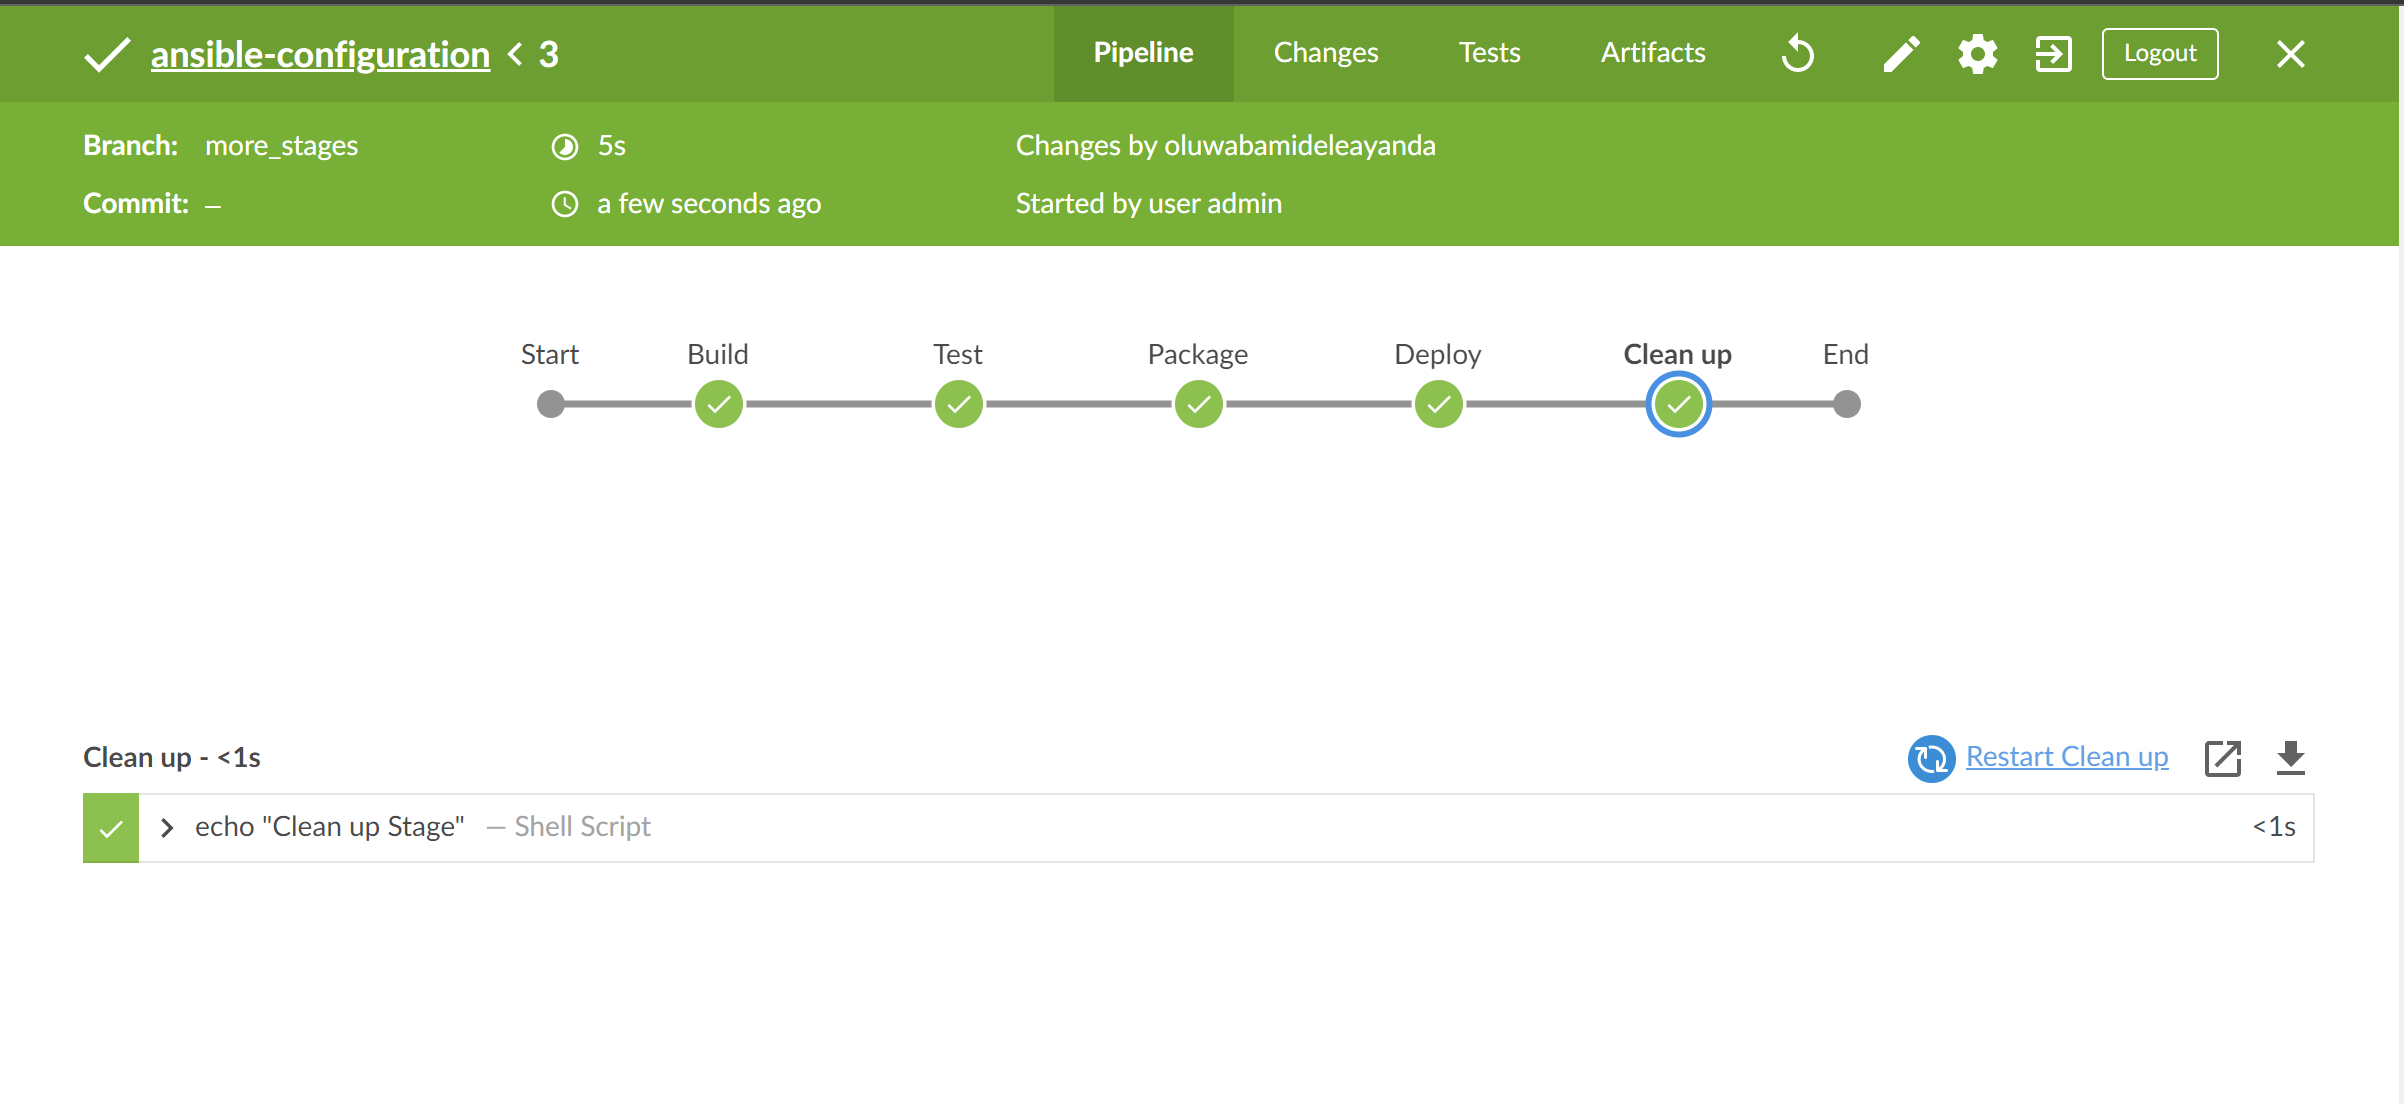 ansible-configuration < 3
Pipeline
Changes
Tests
Artifacts
Logout
Branch: more_stages
5s
Changes by oluwabamideleayanda
Commit: —
a few seconds ago
Started by user admin
Start
Build
Test
Package
Deploy
Clean up
End
Clean up - <1s
Restart Clean up
echo "Clean up Stage" — Shell Script
<1s